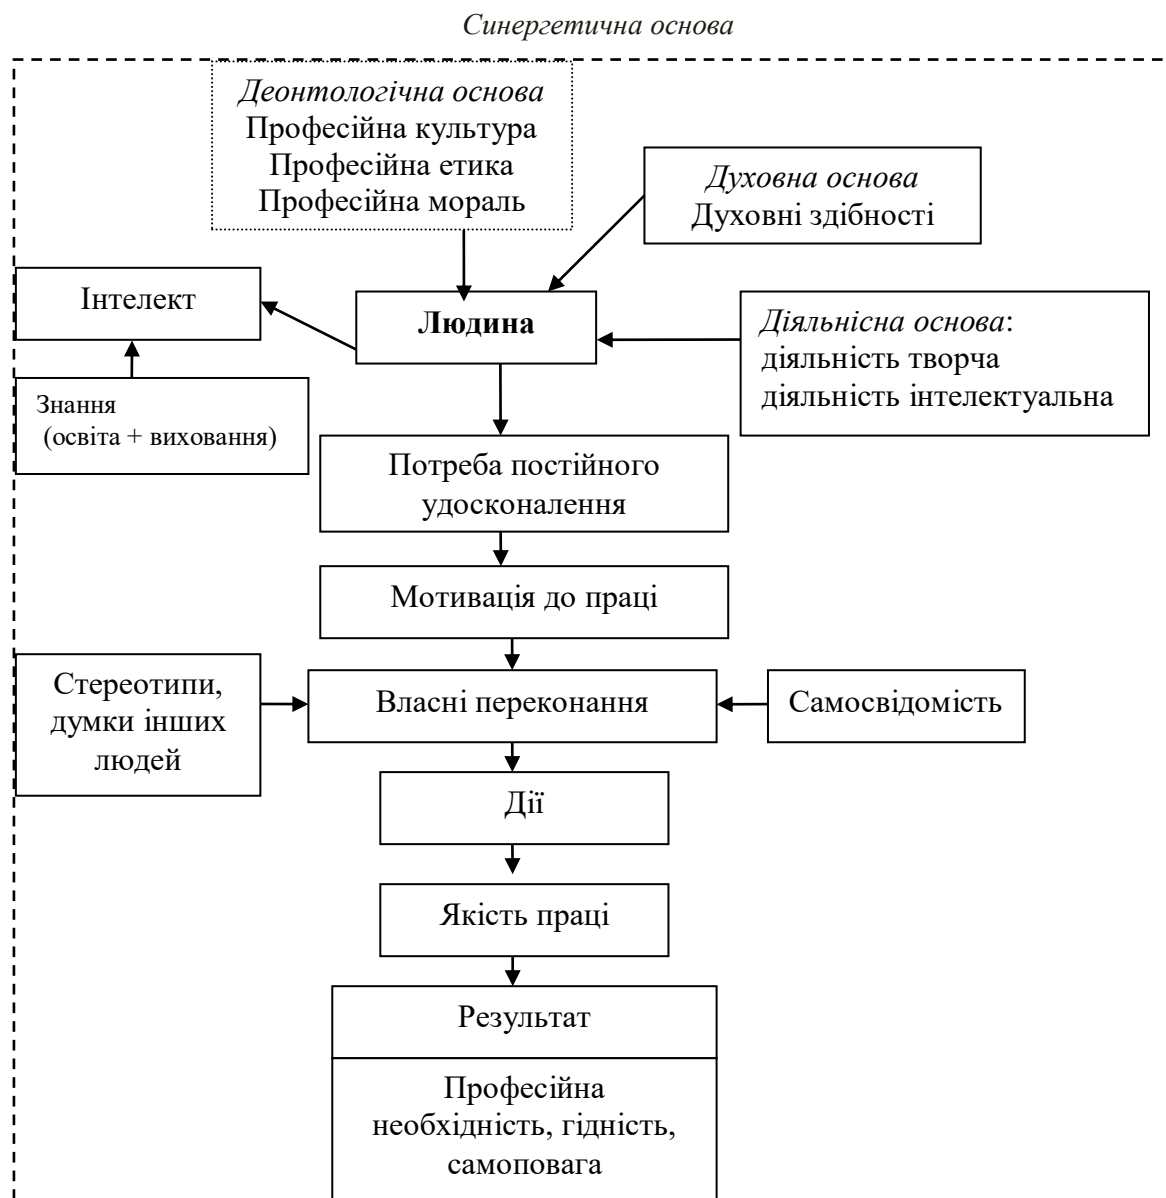 Синергетична основа
Деонтологічна основа
Професійна культура
Професійна етика
Професійна мораль
Духовна основа
Духовні здібності
Інтелект
Людина
Діяльнісна основа:
діяльність творча
діяльність інтелектуальна
Знання
(освіта + виховання)
Потреба постійного
удосконалення
Мотивація до праці
Стереотипи,
думки інших
людей
Власні переконання
Самосвідомість
Дії
Якість праці
Результат
Професійна
необхідність, гідність,
самоповага